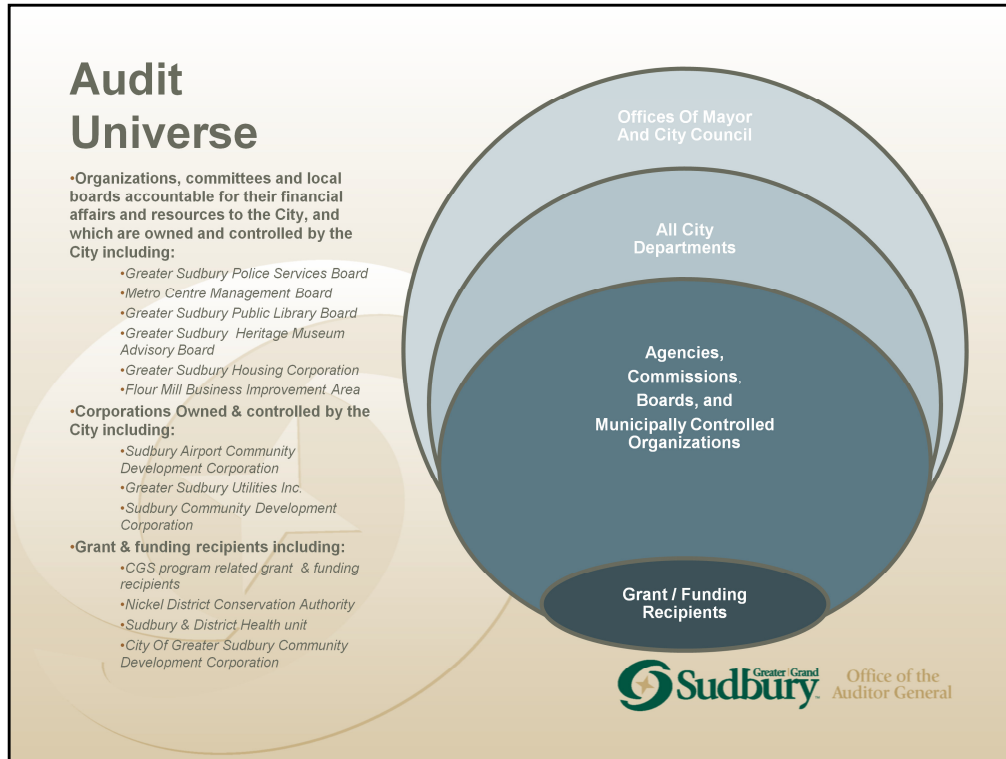 Audit
Universe
•Organizations, committees and local
boards accountable for their financial
affairs and resources to the City, and
which are owned and controlled by the
City including:
•Greater Sudbury Police Services Board
•Metro Centre Management Board
•Greater Sudbury Public Library Board
•Greater Sudbury  Heritage Museum
Advisory Board
•Greater Sudbury Housing Corporation
•Flour Mill Business Improvement Area
•Corporations Owned & controlled by the
City including:
•Sudbury Airport Community
Development Corporation
•Greater Sudbury Utilities Inc.
•Sudbury Community Development
Corporation
•Grant & funding recipients including:
•CGS program related grant  & funding
recipients
•Nickel District Conservation Authority
•Sudbury & District Health unit
•City Of Greater Sudbury Community
Development Corporation
Offices Of Mayor
And City Council
All City
Departments
Agencies,
Commissions,
Boards, and
Municipally Controlled
Organizations
Grant / Funding
Recipients
Greater | Grand
Sudbury™
Office of the
Auditor General